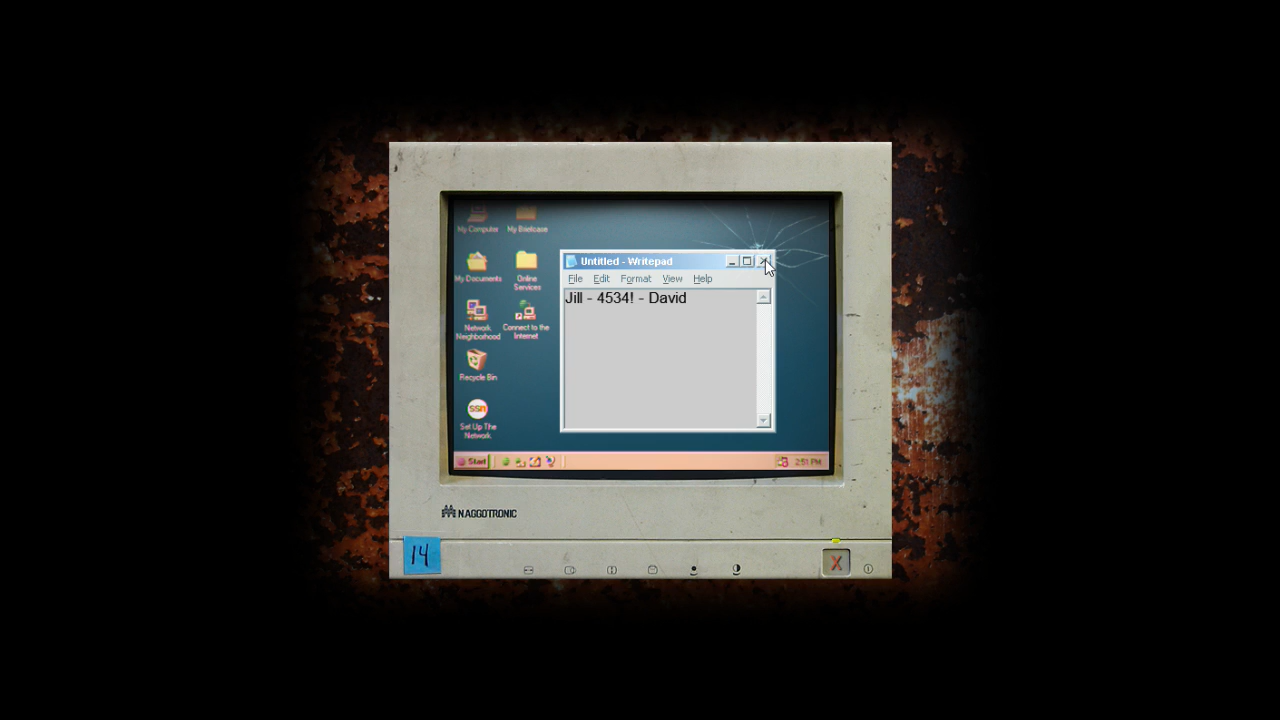 My Computer
My Briefcase
My Documents
Online
Services
Network
Neighborhood
Connect to the
Internet
Recycle Bin
SSN
Set Up The
Network
Untitled - Writepad
File Edit Format View Help
Jill - 4534! - David
Start
2:51 PM
NAGGOTRONIC
14
X